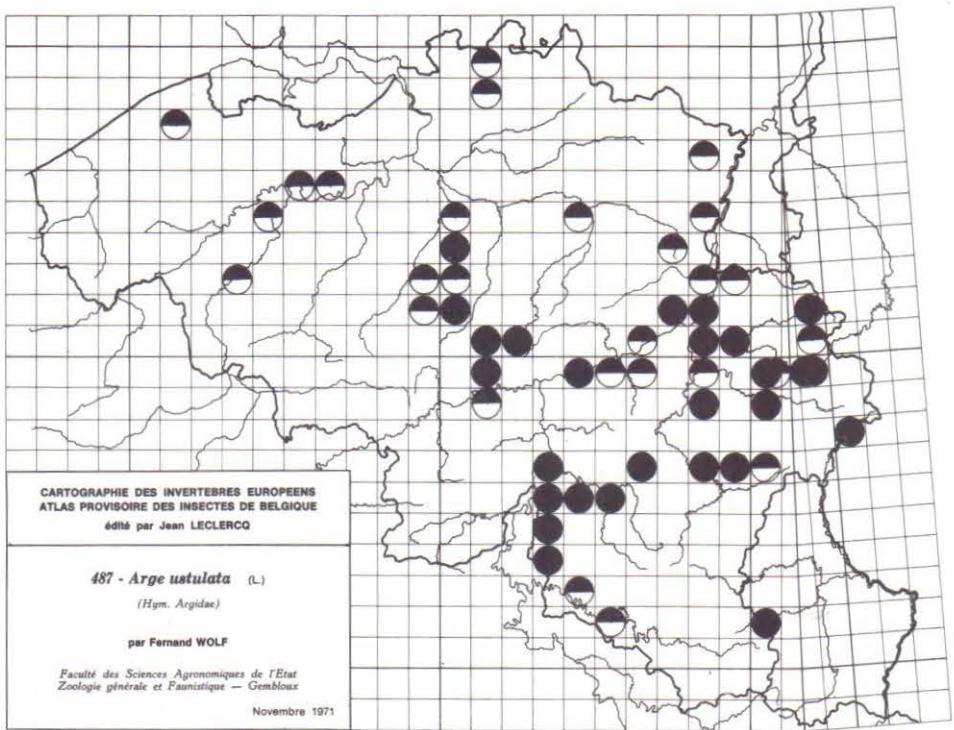 CARTOGRAPHIE DES INVERTEBRES EUROPEENS
ATLAS PROVISOIRE DES INSECTES DE BELGIQUE
édité par Jean LECLERCQ
487 - Arge ustulata (L.)
(Hym. Argidae)
par Fernand WOLF
Faculté des Sciences Agronomiques de l'Etat
Zoologie générale et Faunistique — Gembloux
Novembre 1971